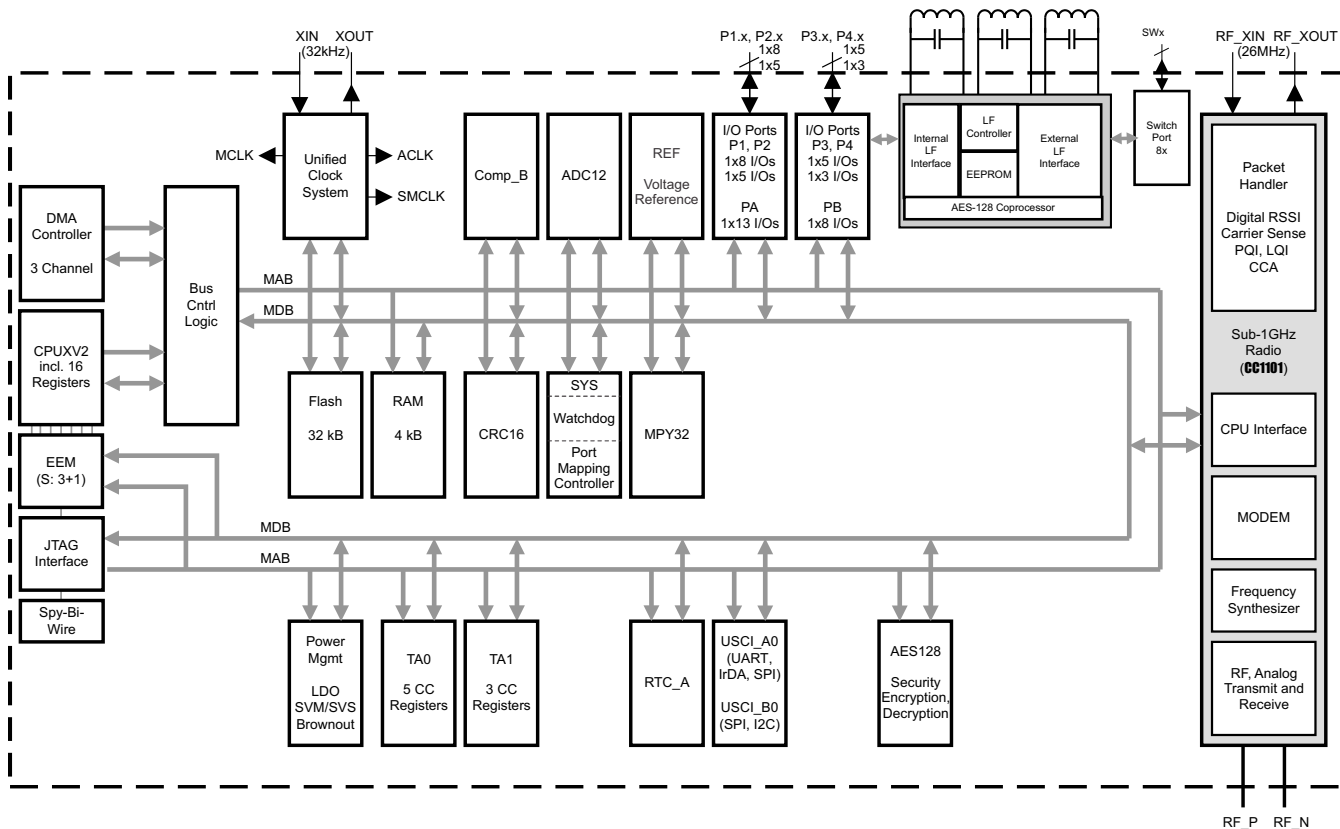 XIN XOUT
(32kHz)
P1.x, P2.x
1x8
1x5
P3.x, P4.x
1x5
1x3
SWx
RF_XIN RF_XOUT
(26MHz)
MCLK
Unified
Clock
System
ACLK
SMCLK
Comp_B
ADC12
REF
Voltage
Reference
I/O Ports
P1, P2
1x8 I/Os
1x5 I/Os
PA
1x13 I/Os
I/O Ports
P3, P4
1x5 I/Os
1x3 I/Os
PB
1x8 I/Os
Internal
LF
Interface
LF
Controller
EEPROM
External
LF
Interface
AES-128 Coprocessor
Switch
Port
8x
Packet
Handler
Digital RSSI
Carrier Sense
PQI, LQI
CCA
DMA
Controller
3 Channel
Bus
Cntrl
Logic
MAB
MDB
CPUXV2
incl. 16
Registers
Flash
32 kB
RAM
4 kB
CRC16
SYS
Watchdog
Port
Mapping
Controller
MPY32
Sub-1GHz
Radio
(CC1101)
CPU Interface
EEM
(S: 3+1)
MODEM
JTAG
Interface
MDB
MAB
Spy-Bi-
Wire
Frequency
Synthesizer
Power
Mgmt
LDO
SVM/SVS
Brownout
TA0
5 CC
Registers
TA1
3 CC
Registers
RTC_A
USCI_A0
(UART,
IrDA, SPI)
USCI_B0
(SPI, I2C)
AES128
Security
Encryption,
Decryption
RF, Analog
Transmit and
Receive
RF_P RF_N